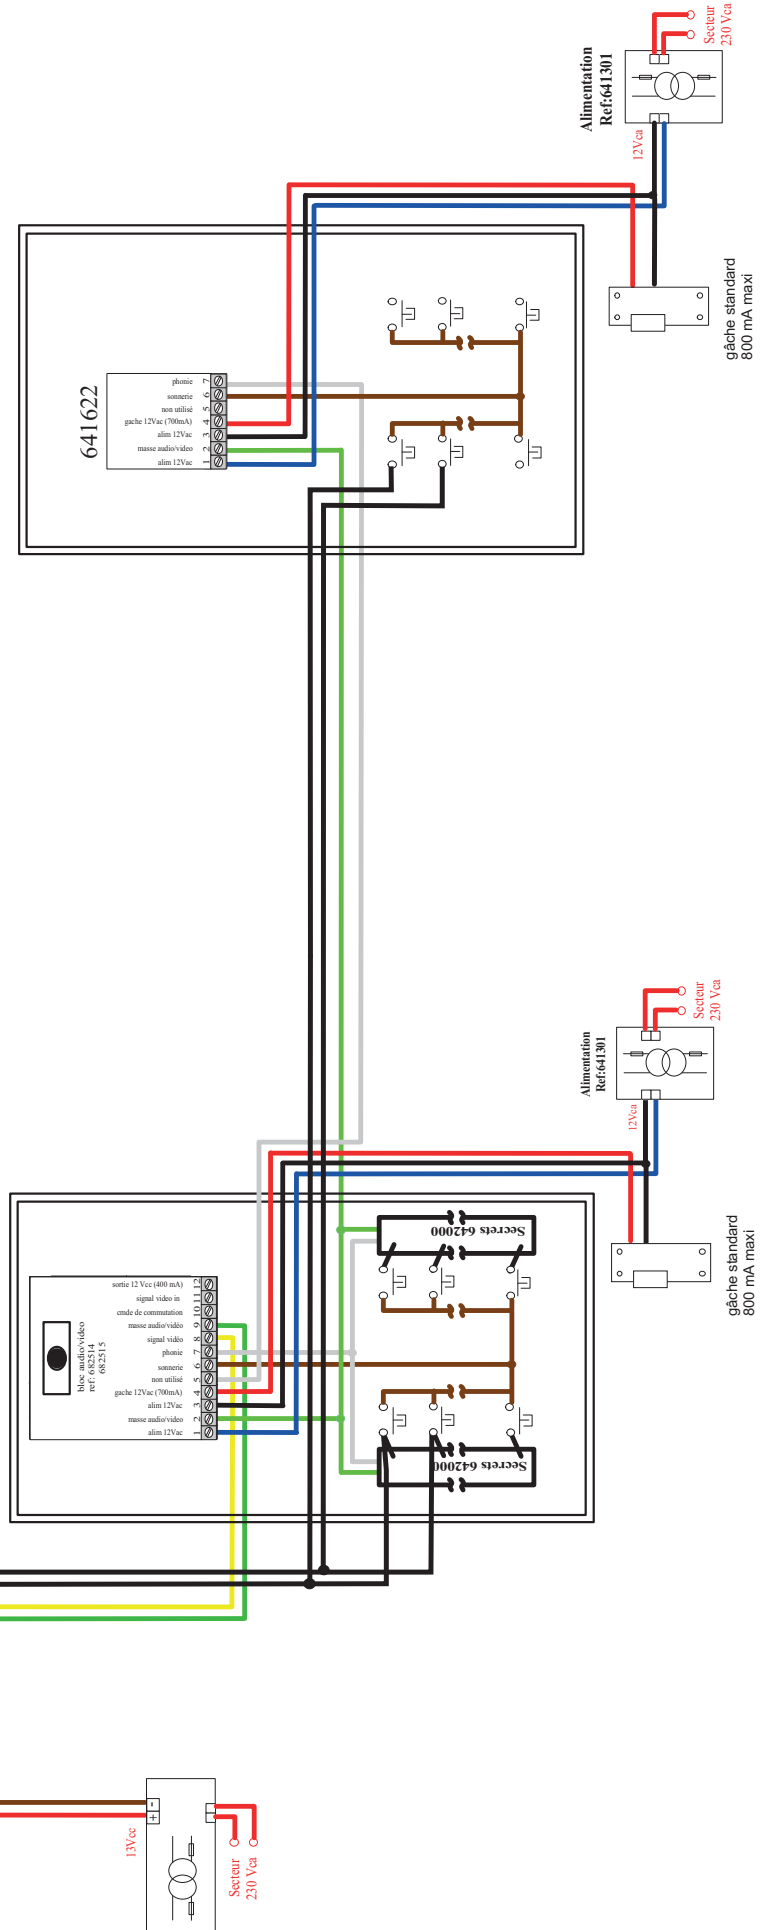 Secteur
230 Vca
Alimentation
Ref:641301
12Vca
gâche standard
800 mA maxi
641622
phonie 7
sonnerie 6
non utilisé 5
gache 12Vac (700mA) 4
alim 12Vac 3
masse audio/video 2
alim 12Vac 1
Secteur
230 Vca
Alimentation
Ref:641301
12Vca
gâche standard
800 mA maxi
Secrets 642000
sortie 12 Vcc (400 mA) 12
signal video in 11
cmde de commutation 10
masse audio/vidéo 9
signal vidéo 8
phonie 7
sonnerie 6
non utilisé 5
gache 12Vac (700mA) 4
alim 12Vac 3
masse audio/video 2
alim 12Vac 1
bloc audio/video
ref: 682514
682515
Secrets 642000
13Vcc
+ -
Secteur
230 Vca